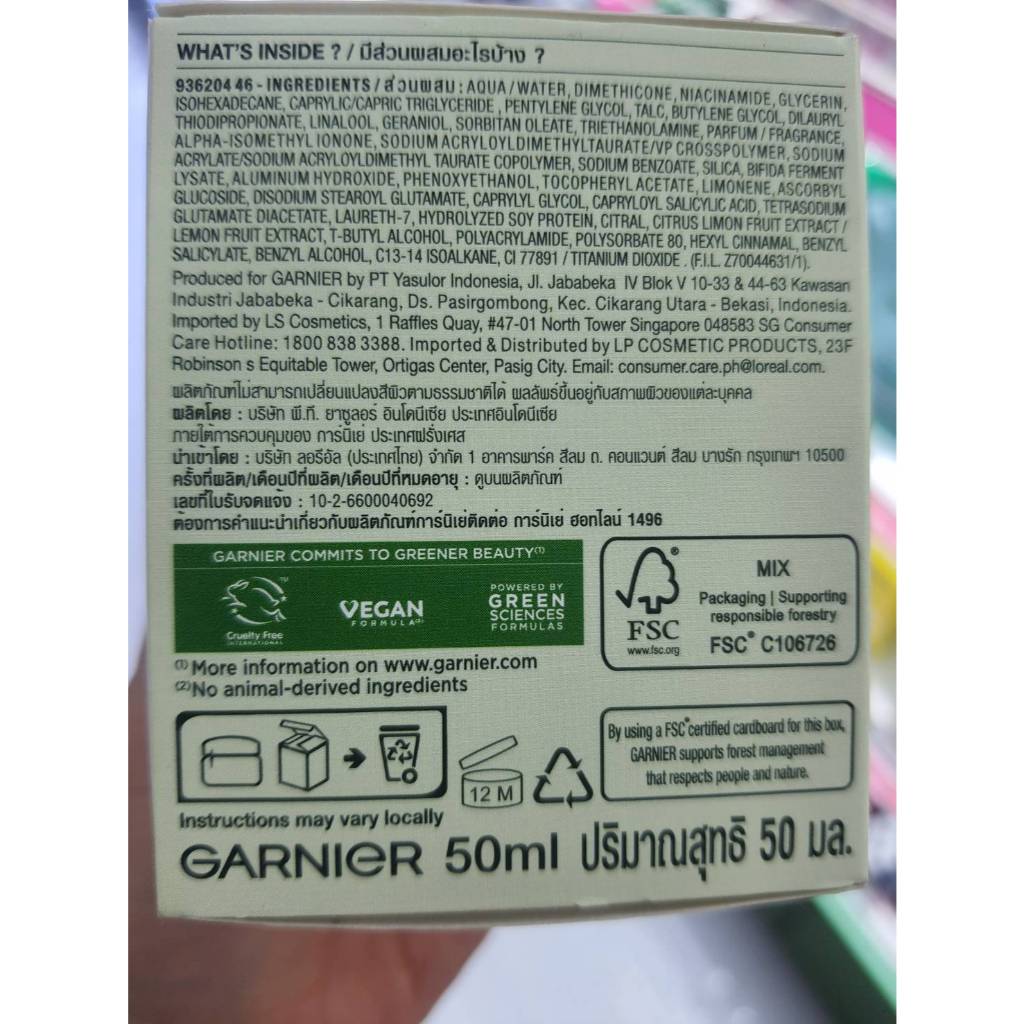 WHAT'S INSIDE ? / มีส่วนผสมอะไรบ้าง ?
9362044 46 - INGREDIENTS / ส่วนผสม : AQUA / WATER, DIMETHICONE, NIACINAMIDE, GLYCERIN,
ISOHEXADECANE, CAPRYLIC/CAPRIC TRIGLYCERIDE , PENTYLENE GLYCOL, TALC, BUTYLENE GLYCOL, DILAURYL
THIODIPROPIONATE, LINALOOL, GERANIOL, SORBITAN OLEATE, TRIETHANOLAMINE, PARFUM / FRAGRANCE,
ALPHA-ISOMETHYL IONONE, SODIUM ACRYLOYLDIMETHYLTAURATE/VP CROSSPOLYMER, SODIUM
ACRYLATE/SODIUM ACRYLOYLDIMETHYL TAURATE COPOLYMER, SODIUM BENZOATE, SILICA, BIFIDA FERMENT
LYSATE, ALUMINUM HYDROXIDE, PHENOXYETHANOL, TOCOPHERYL ACETATE, LIMONENE, ASCORBYL
GLUCOSIDE, DISODIUM STEAROYL GLUTAMATE, CAPRYLYL GLYCOL, CAPRYLOYL SALICYLIC ACID, TETRASODIUM
GLUTAMATE DIACETATE, LAURETH-7, HYDROLYZED SOY PROTEIN, CITRAL, CITRUS LIMON FRUIT EXTRACT /
LEMON FRUIT EXTRACT, T-BUTYL ALCOHOL, POLYACRYLAMIDE, POLYSORBATE 80, HEXYL CINNAMAL, BENZYL
SALICYLATE, BENZYL ALCOHOL, C13-14 ISOALKANE, CI 77891 / TITANIUM DIOXIDE . (F.I.L. Z70044631/1).
Produced for GARNIER by PT Yasulor Indonesia, Jl. Jababeka IV Blok V 10-33 & 44-63 Kawasan
Industri Jababeka - Cikarang, Ds. Pasirgombong, Kec. Cikarang Utara - Bekasi, Indonesia.
Imported by LS Cosmetics, 1 Raffles Quay, #47-01 North Tower Singapore 048583 SG Consumer
Care Hotline: 1800 838 3388. Imported & Distributed by LP COSMETIC PRODUCTS, 23F
Robinson s Equitable Tower, Ortigas Center, Pasig City. Email: consumer.care.ph@loreal.com.
ผลิตภัณฑ์ไม่สามารถเปลี่ยนแปลงสีผิวตามธรรมชาติได้ ผลลัพธ์ขึ้นอยู่กับสภาพผิวของแต่ละบุคคล
ผลิตโดย : บริษัท พี.ที. ยาซูลอร์ อินโดนีเซีย ประเทศอินโดนีเซีย
ภายใต้การควบคุมของ การ์นิเย่ ประเทศฝรั่งเศส
นำเข้าโดย : บริษัท ลอรีอัล (ประเทศไทย) จำกัด 1 อาคารพาร์ค สีลม ถ. คอนแวนต์ สีลม บางรัก กรุงเทพฯ 10500
ครั้งที่ผลิต/เดือนปีที่ผลิต/เดือนปีที่หมดอายุ : ดูบนผลิตภัณฑ์
เลขที่ใบรับจดแจ้ง : 10-2-6600040692
ต้องการคำแนะนำเกี่ยวกับผลิตภัณฑ์การ์นิเย่ติดต่อ การ์นิเย่ ฮอทไลน์ 1496
GARNIER COMMITS TO GREENER BEAUTY(1)
Cruelty Free
INTERNATIONAL
VEGAN
FORMULA(2)
POWERED BY
GREEN
SCIENCES
FORMULAS
FSC
www.fsc.org
MIX
Packaging | Supporting
responsible forestry
FSC® C106726
(1) More information on www.garnier.com
(2)No animal-derived ingredients
12 M
By using a FSC®certified cardboard for this box,
GARNIER supports forest management
that respects people and nature.
Instructions may vary locally
GARNIER 50ml ปริมาณสุทธิ 50 มล.